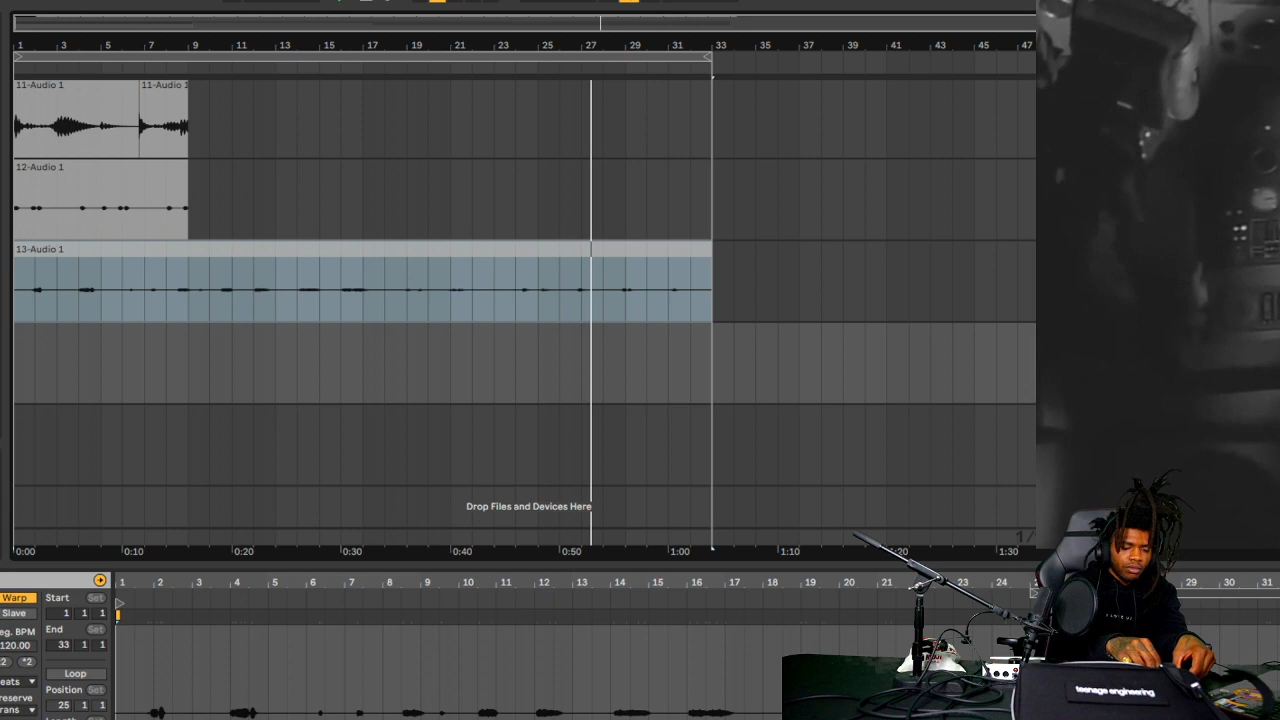 1 3 5 7 9 11 13 15 17 19 21 23 25 27 29 31 33 35 37 39 41 43 45 47
11-Audio 1 11-Audio 1
12-Audio 1
13-Audio 1
Drop Files and Devices Here
0:00 0:10 0:20 0:30 0:40 0:50 1:00 1:10 1:30
1 2 3 4 5 6 7 8 9 10 11 12 13 14 15 16 17 18 19 20 21 23 24 29 30 31
Warp Start Set
Slave 1 1 1
End Set
120.00 33 1 1
Loop
Position Set
25 1 1
teenage engineering